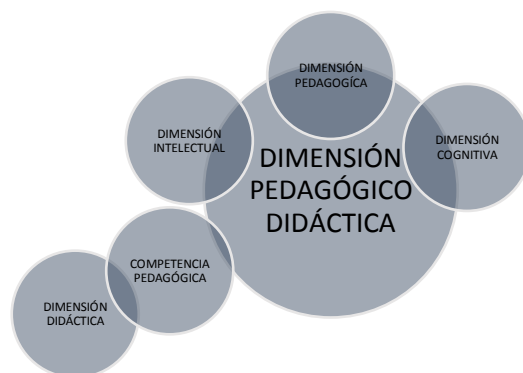 DIMENSIÓN
PEDAGOGÍCA
DIMENSIÓN
INTELECTUAL
DIMENSIÓN
COGNITIVA
DIMENSIÓN
PEDAGÓGICO
DIDÁCTICA
COMPETENCIA
PEDAGÓGICA
DIMENSIÓN
DIDÁCTICA